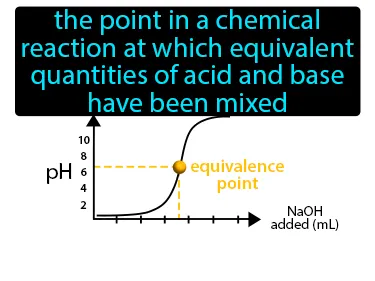 the point in a chemical
reaction at which equivalent
quantities of acid and base
have been mixed
10
8
6
4
2
pH
equivalence
point
NaOH
added (mL)